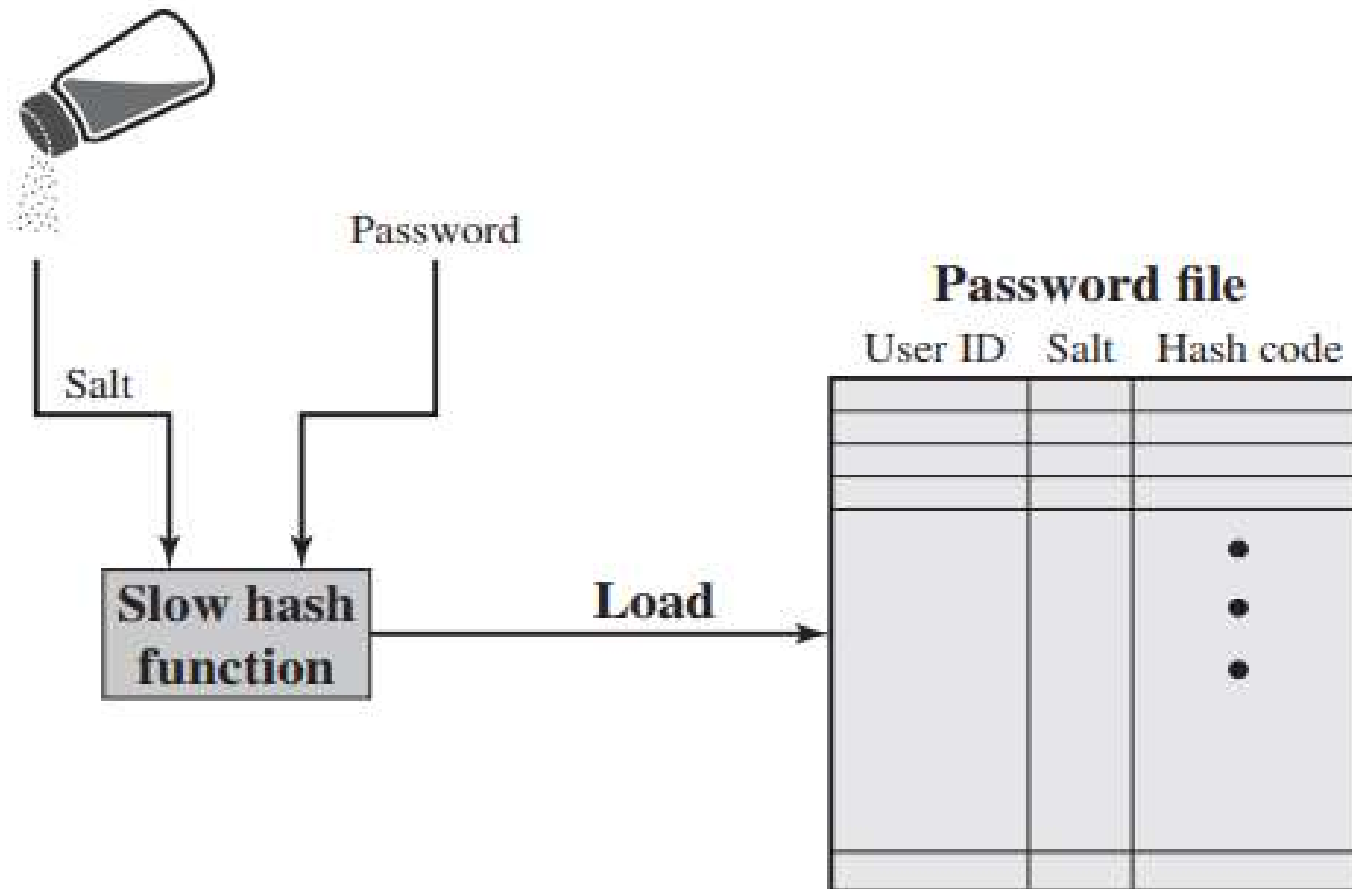 Password
Salt
Slow hash
function
Load
Password file
User ID Salt Hash code